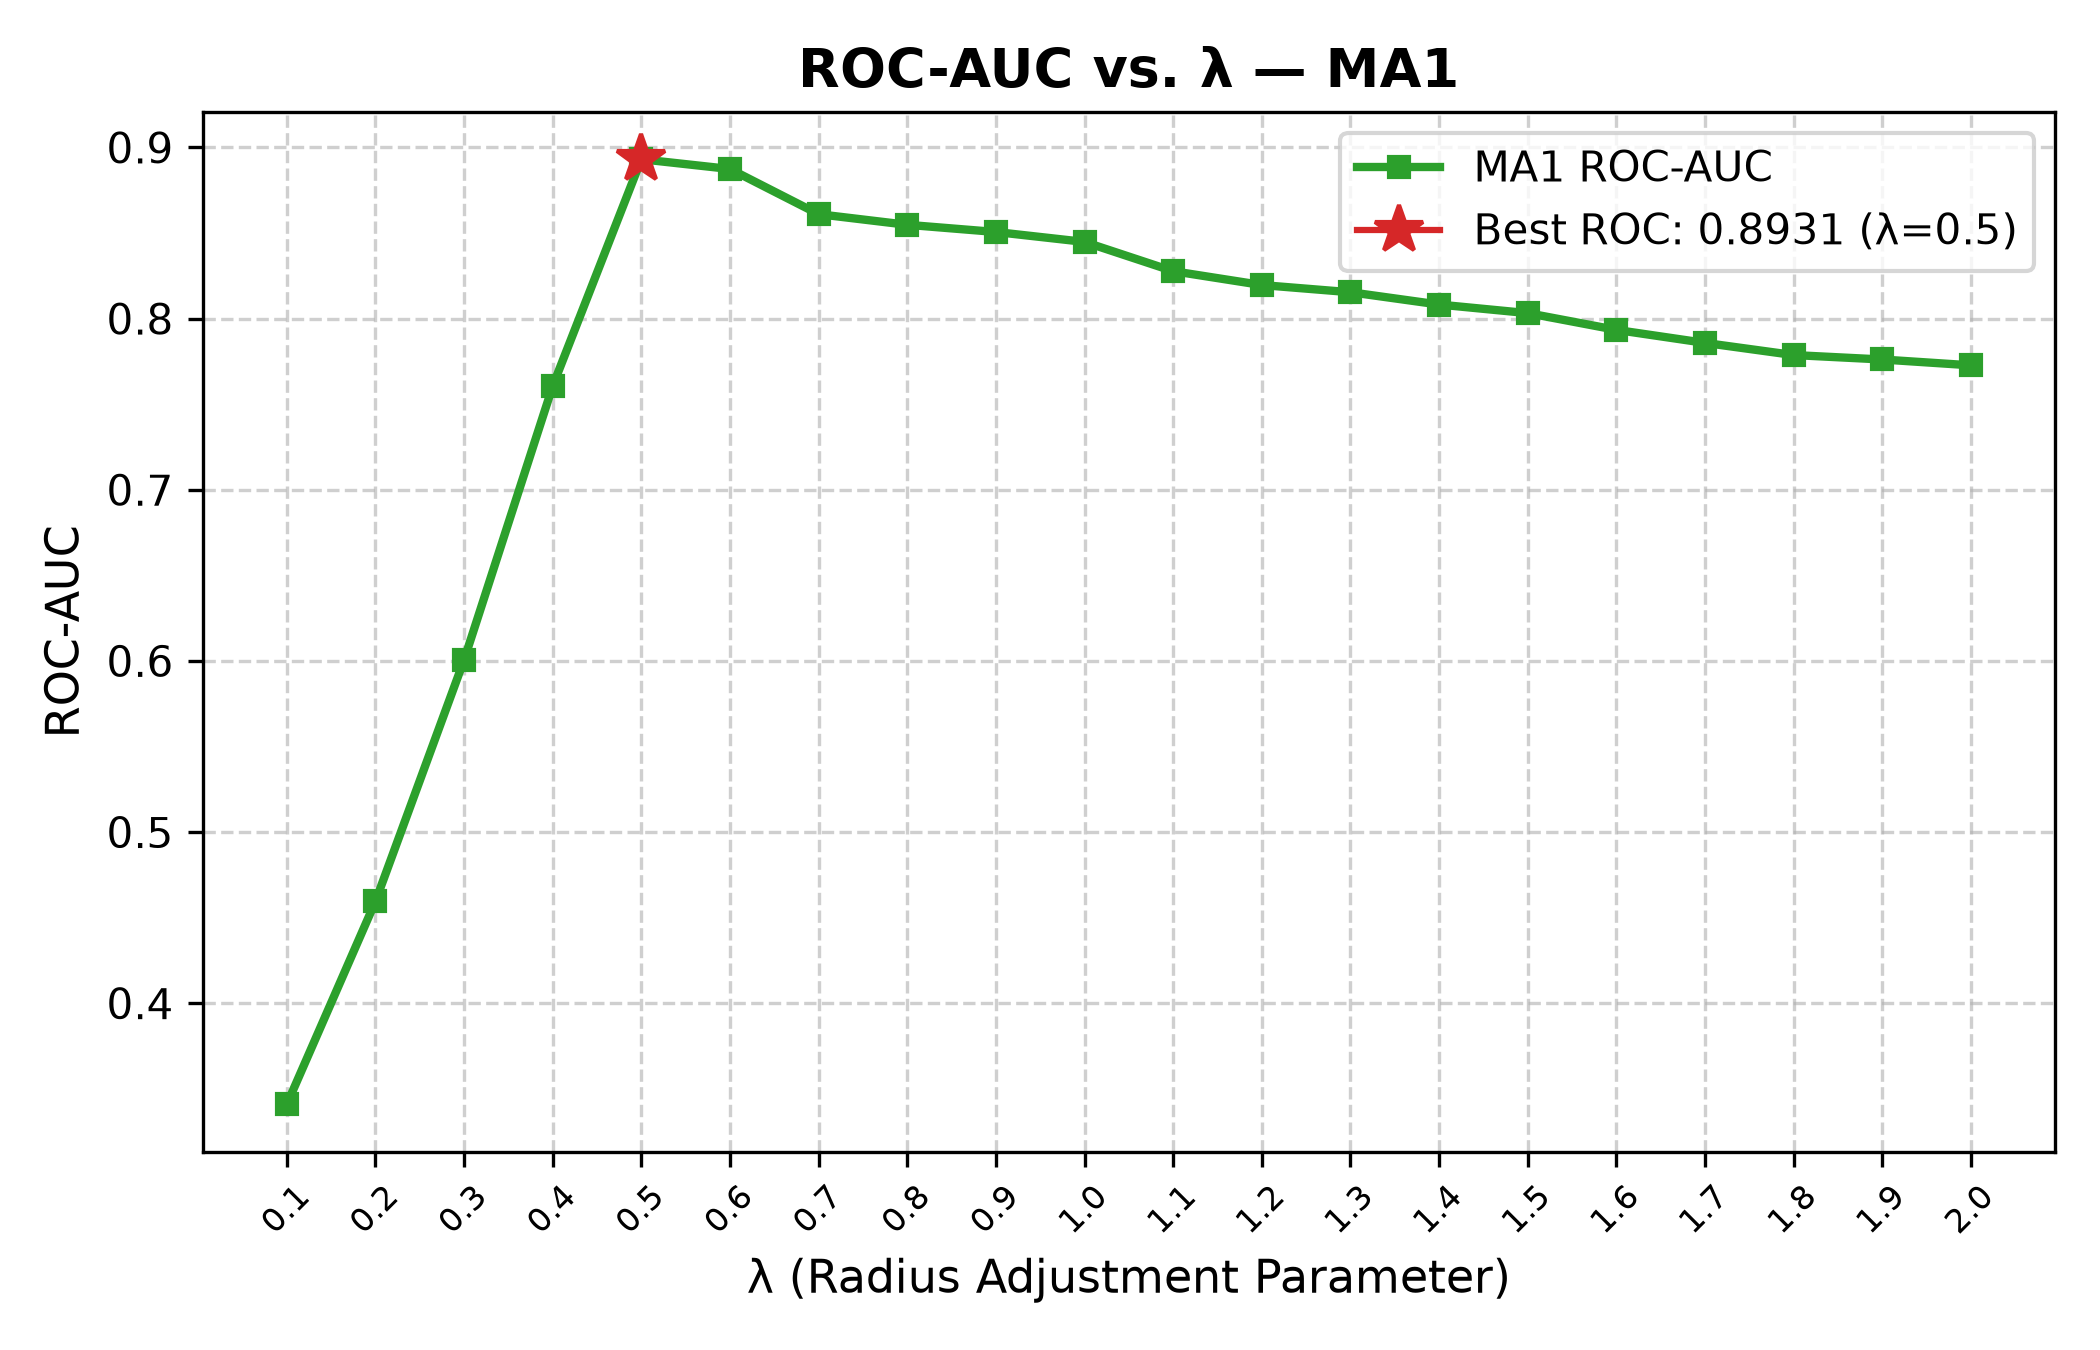 ROC-AUC vs. λ — MA1
MA1 ROC-AUC
Best ROC: 0.8931 (λ=0.5)
ROC-AUC
0.9
0.8
0.7
0.6
0.5
0.4
0.1 0.2 0.3 0.4 0.5 0.6 0.7 0.8 0.9 1.0 1.1 1.2 1.3 1.4 1.5 1.6 1.7 1.8 1.9 2.0
λ (Radius Adjustment Parameter)